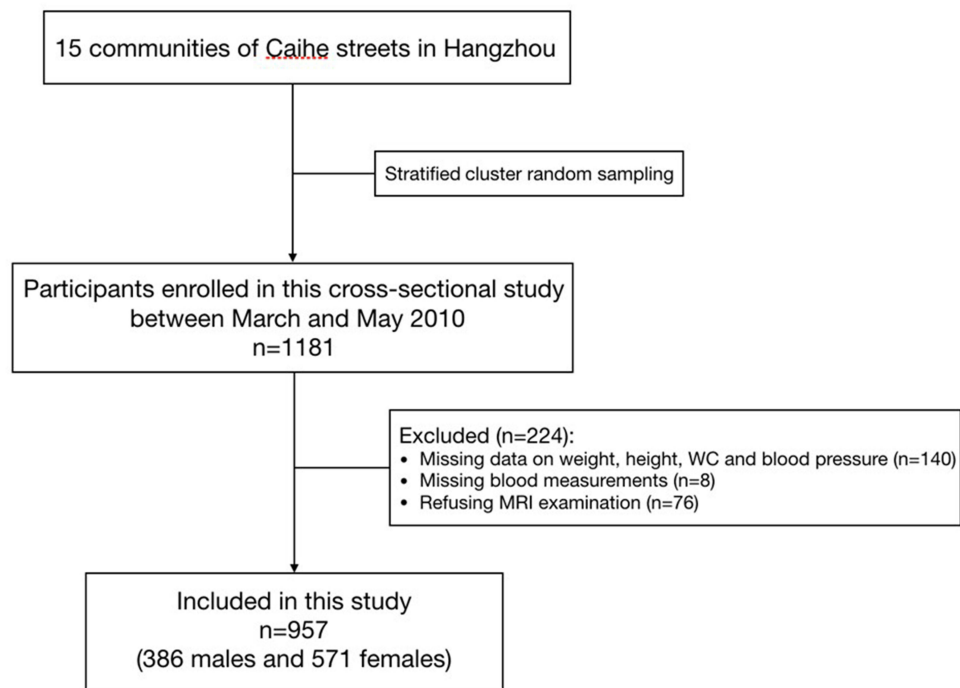 15 communities of Caihe streets in Hangzhou
Stratified cluster random sampling
Participants enrolled in this cross-sectional study
between March and May 2010
n=1181
Excluded (n=224):
• Missing data on weight, height, WC and blood pressure (n=140)
• Missing blood measurements (n=8)
• Refusing MRI examination (n=76)
Included in this study
n=957
(386 males and 571 females)